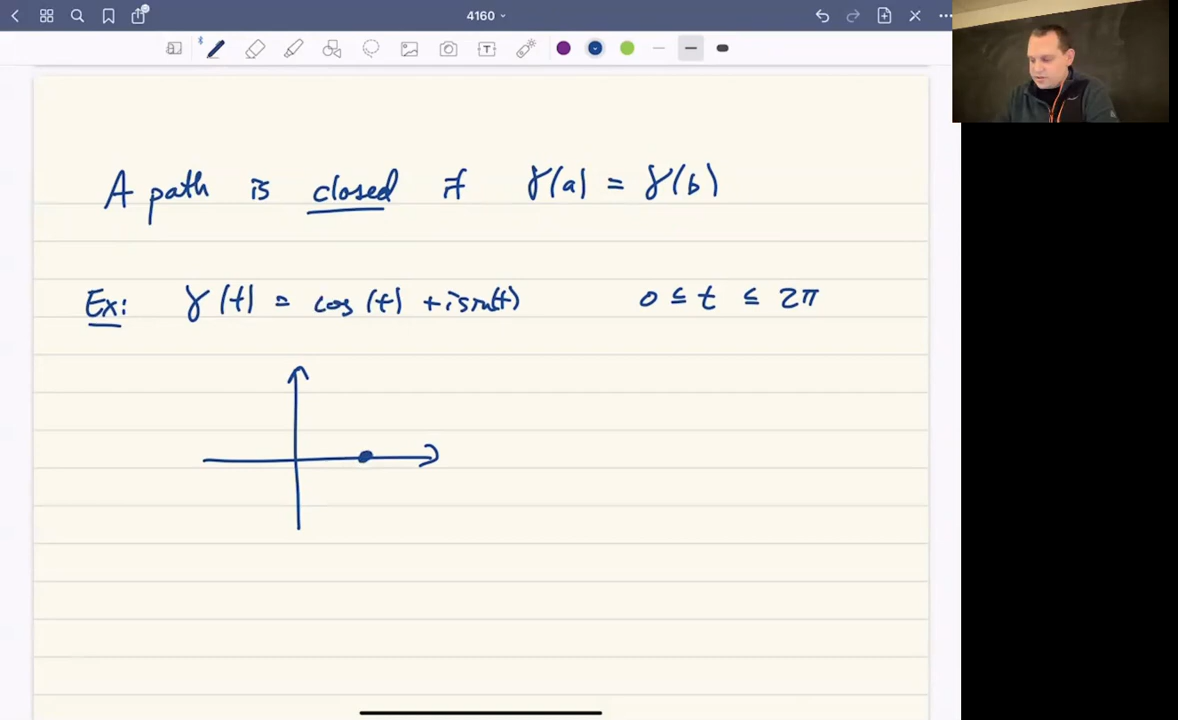 4160
A path is closed if γ(a) = γ(b)
Ex: γ(t) = cos(t) + i sin(t) 0 ≤ t ≤ 2π